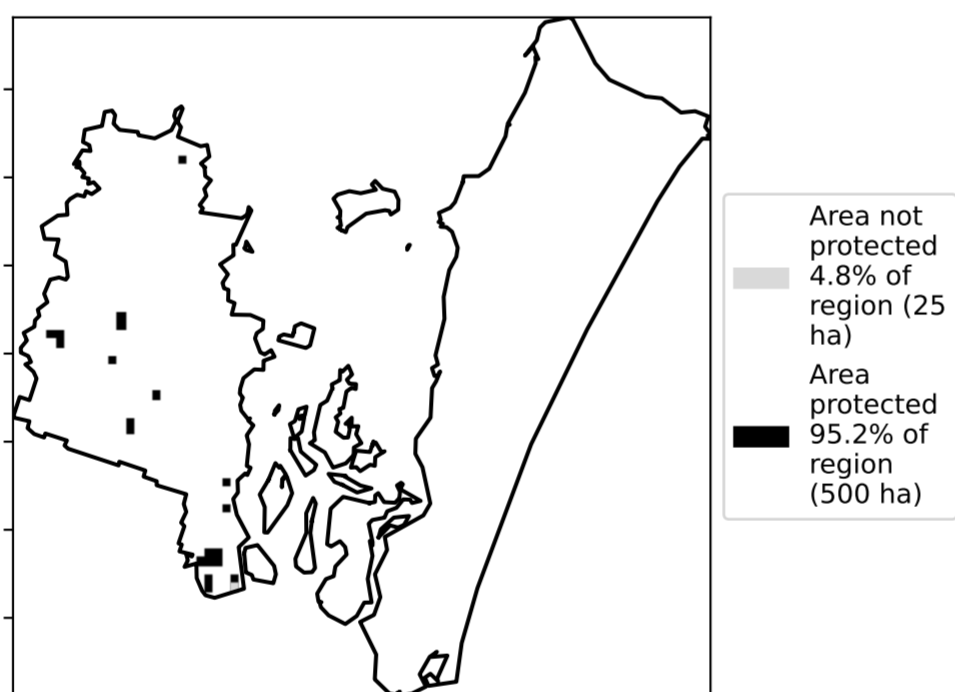 Area not
protected
4.8% of
region (25
ha)
Area
protected
95.2% of
region
(500 ha)